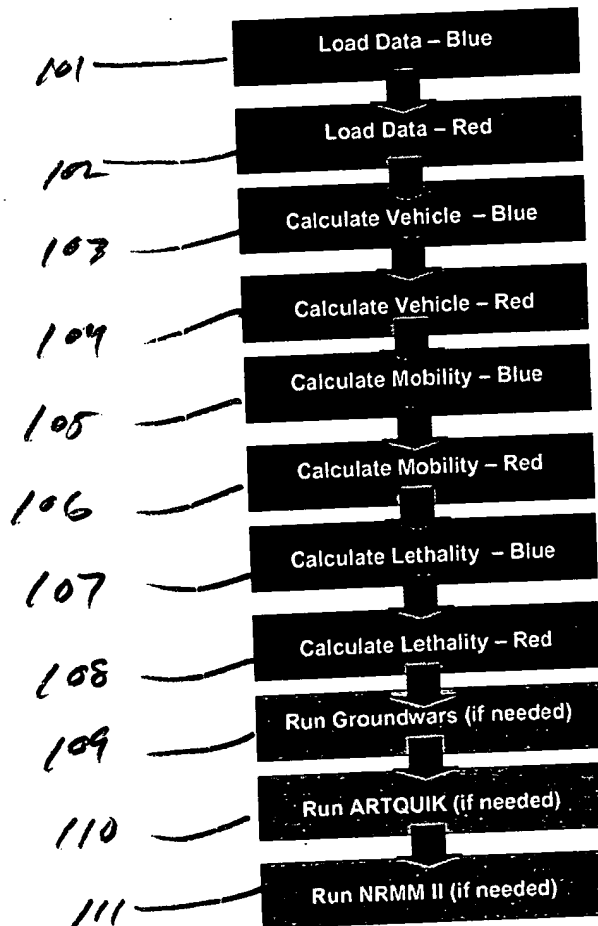 101 Load Data – Blue
102 Load Data – Red
103 Calculate Vehicle – Blue
104 Calculate Vehicle – Red
105 Calculate Mobility – Blue
106 Calculate Mobility – Red
107 Calculate Lethality – Blue
108 Calculate Lethality – Red
109 Run Groundwars (if needed)
110 Run ARTQUIK (if needed)
111 Run NRMM II (if needed)